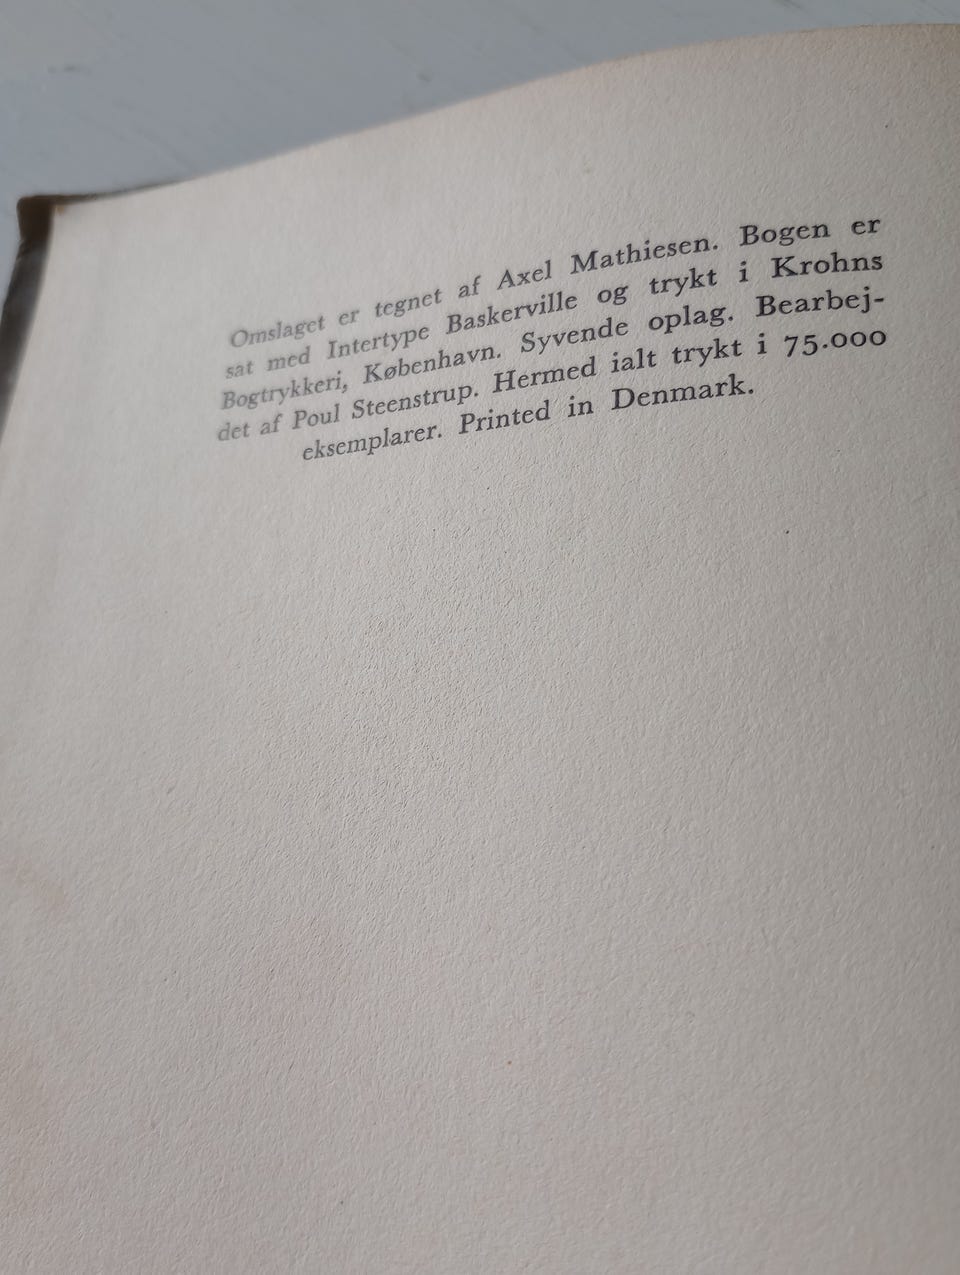 Omslaget er tegnet af Axel Mathiesen. Bogen er
sat med Intertype Baskerville og trykt i Krohns
Bogtrykkeri, København. Syvende oplag. Bearbej-
det af Poul Steenstrup. Hermed ialt trykt i 75.000
eksemplarer. Printed in Denmark.